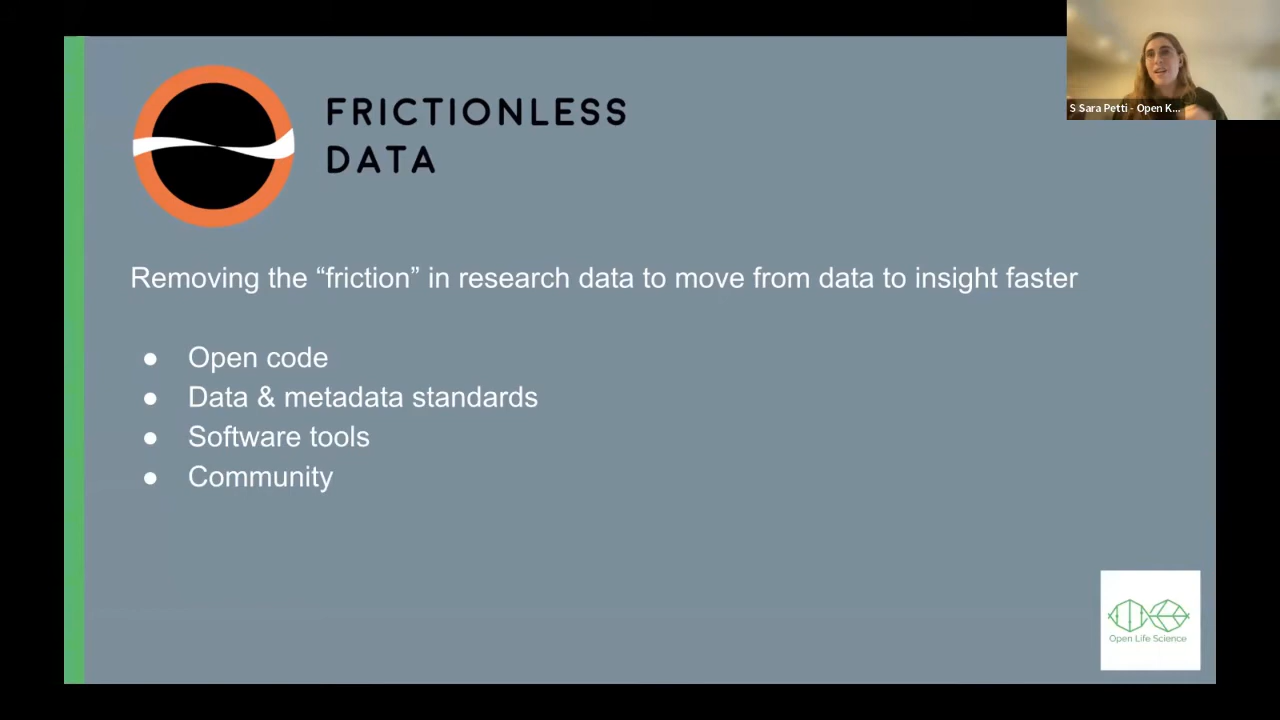 FRICTIONLESS
DATA
S Sara Petti - Open K...
Removing the “friction” in research data to move from data to insight faster
● Open code
● Data & metadata standards
● Software tools
● Community
Open Life Science